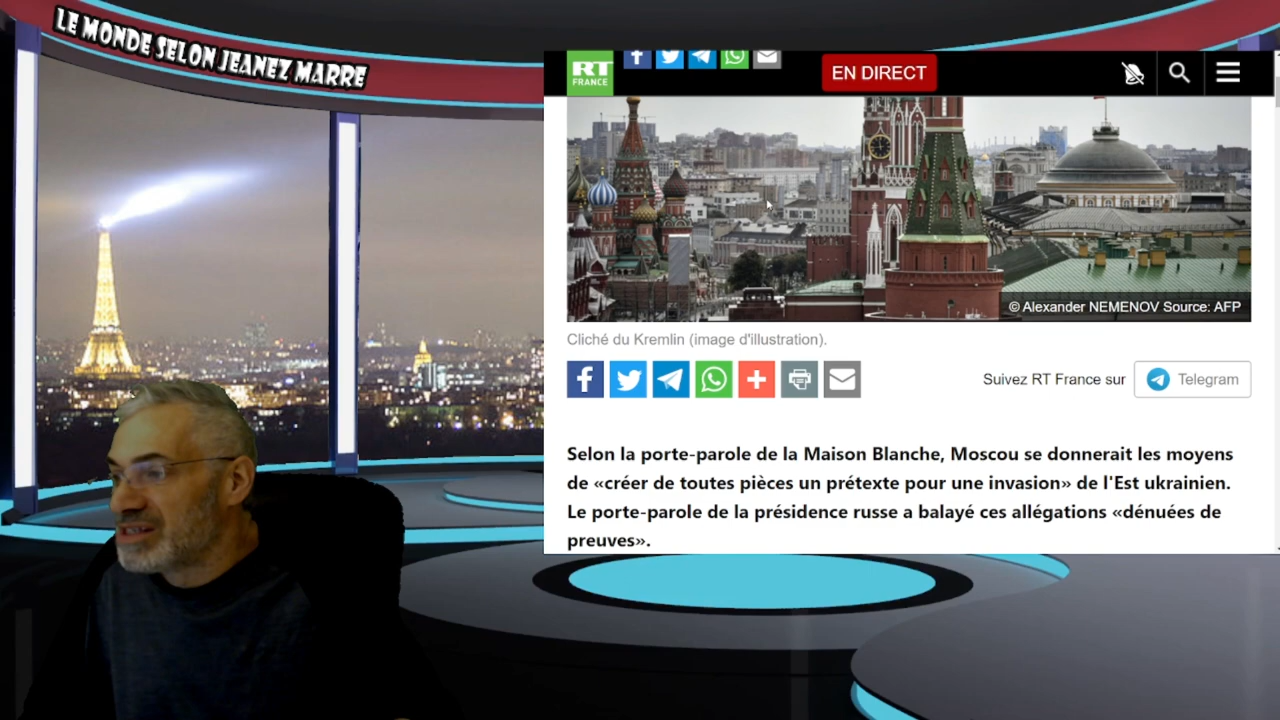 LE MONDE SELON JEANEZ MARRE
RT
FRANCE
EN DIRECT
© Alexander NEMENOV Source: AFP
Cliché du Kremlin (image d'illustration).
Suivez RT France sur
Telegram
Selon la porte-parole de la Maison Blanche, Moscou se donnerait les moyens
de «créer de toutes pièces un prétexte pour une invasion» de l'Est ukrainien.
Le porte-parole de la présidence russe a balayé ces allégations «dénuées de
preuves».